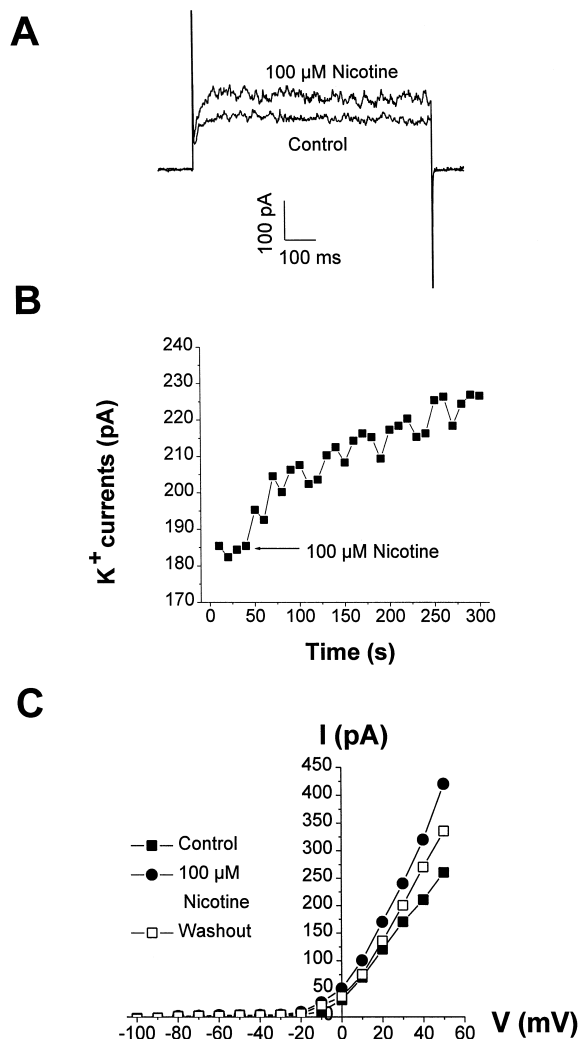 A
100 µM Nicotine
Control
100 pA
100 ms
B
K+ currents (pA)
240
230
220
210
200
190
180
170
100 µM Nicotine
0 50 100 150 200 250 300
Time (s)
C
I (pA)
450
400
350
300
250
200
150
100
50
0
Control
100 µM
Nicotine
Washout
-100 -80 -60 -40 -20 0 20 40 60
V (mV)